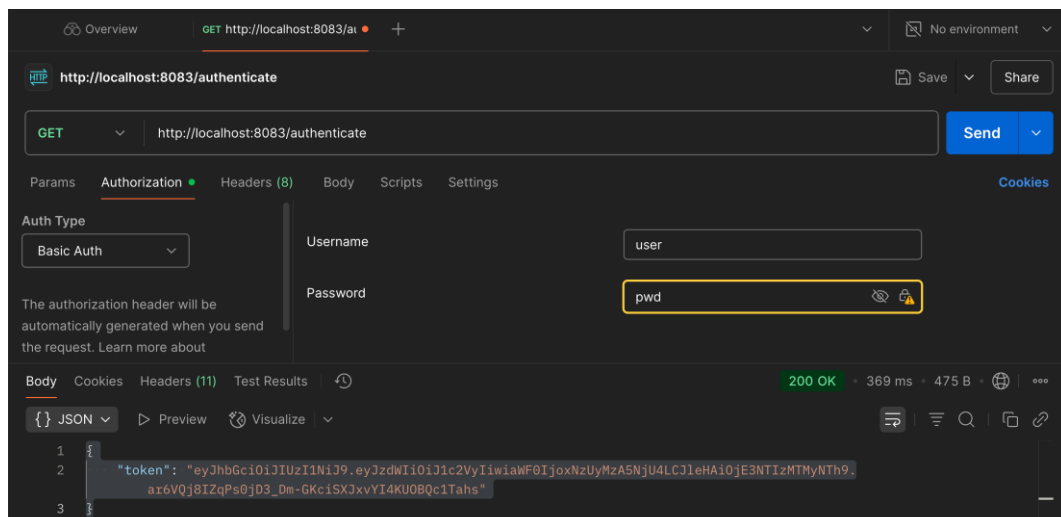 Overview
GET http://localhost:8083/au
No environment
HTTP
http://localhost:8083/authenticate
Save
Share
GET
http://localhost:8083/authenticate
Send
Params Authorization Headers (8) Body Scripts Settings
Cookies
Auth Type
Basic Auth
Username
user
The authorization header will be
automatically generated when you send
the request. Learn more about
Password
pwd
Body Cookies Headers (11) Test Results
200 OK 369 ms 475 B
{} JSON Preview Visualize
1 {
2 "token": "eyJhbGciOiJIUzI1NiJ9.eyJzdWIiOiJ1c2VyIiwiaWF0IjoxNzUyMzA5NjU4LCJleHAiOjE3NTIzMTMyNTh9.
ar6VQj8IZqPs0jD3_Dm-GKciSXJxvYI4KUOBQc1Tahs"
3 }